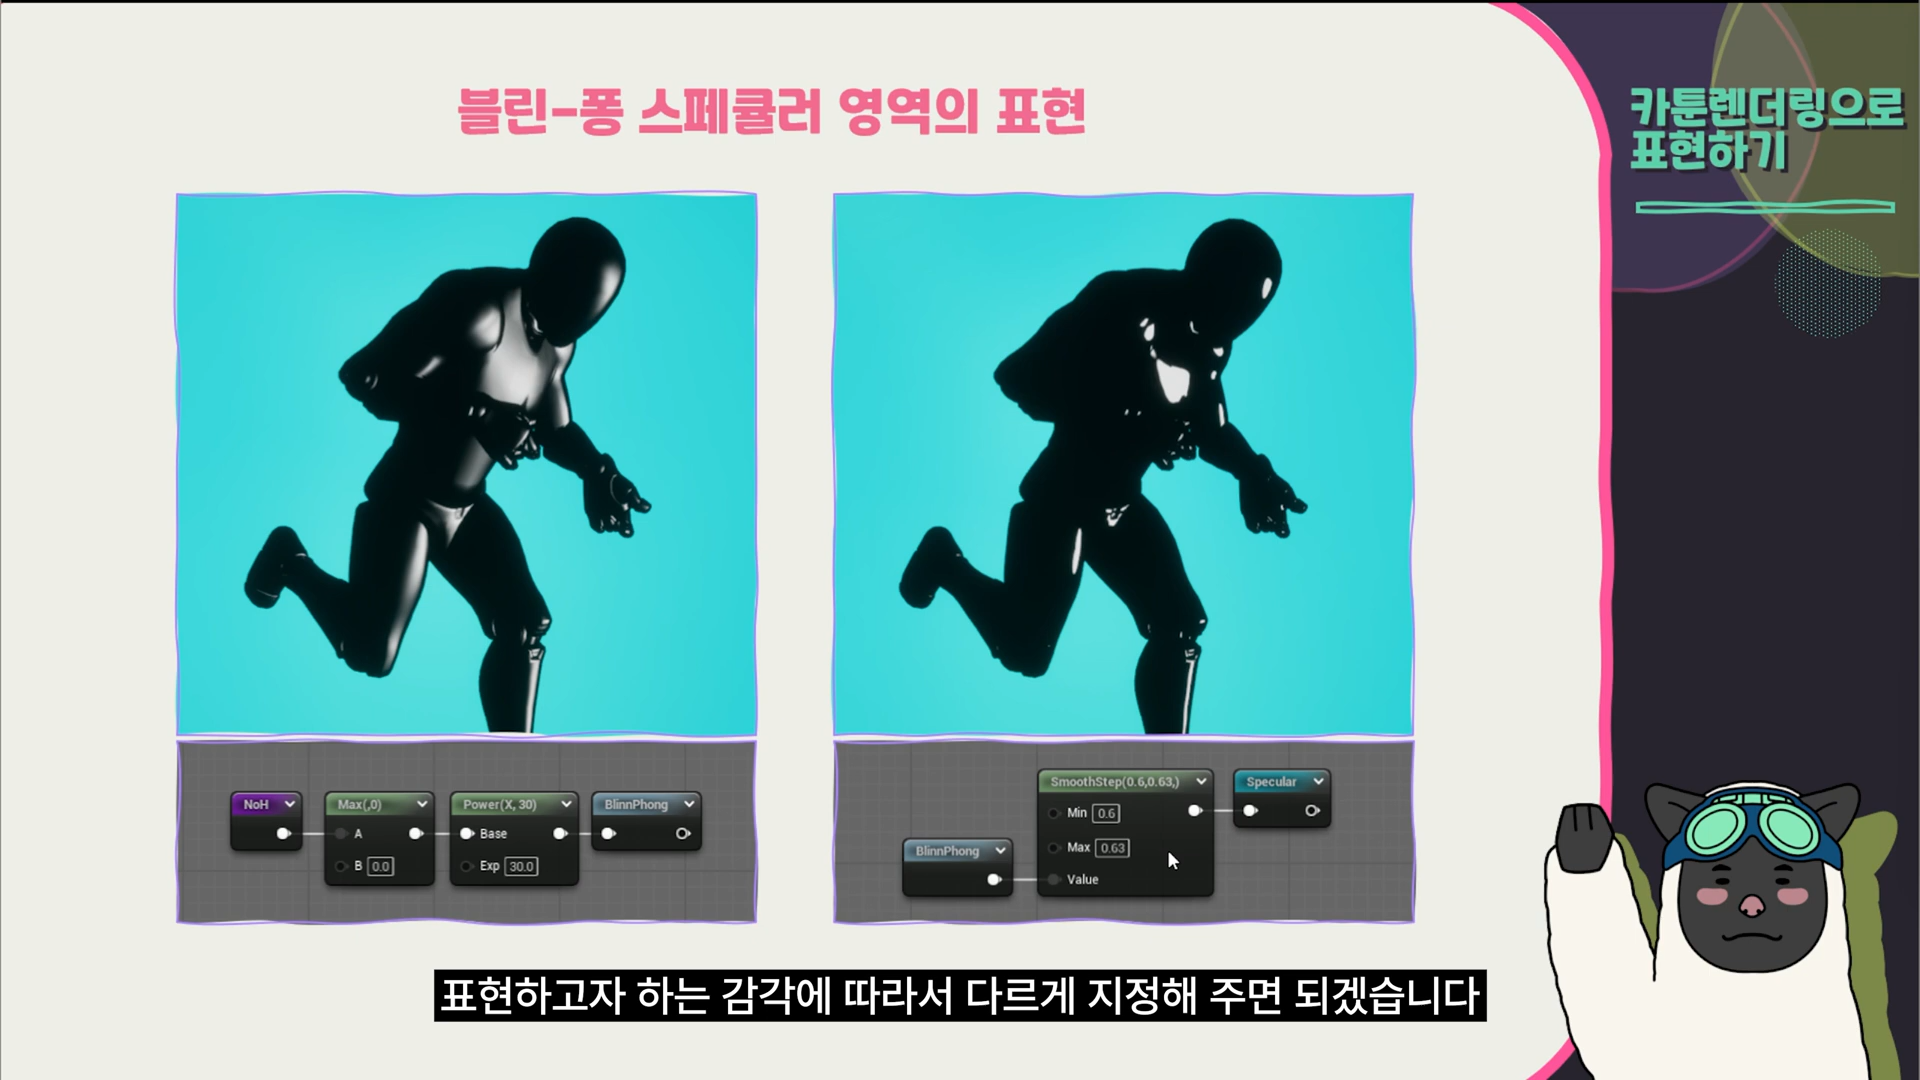 블린-퐁 스페큘러 영역의 표현
카툰렌더링으로
표현하기
NoH
Max(,0)
A
B 0.0
Power(X, 30)
Base
Exp 30.0
BlinnPhong
BlinnPhong
SmoothStep(0.6,0.63,)
Min 0.6
Max 0.63
Value
Specular
표현하고자 하는 감각에 따라서 다르게 지정해 주면 되겠습니다